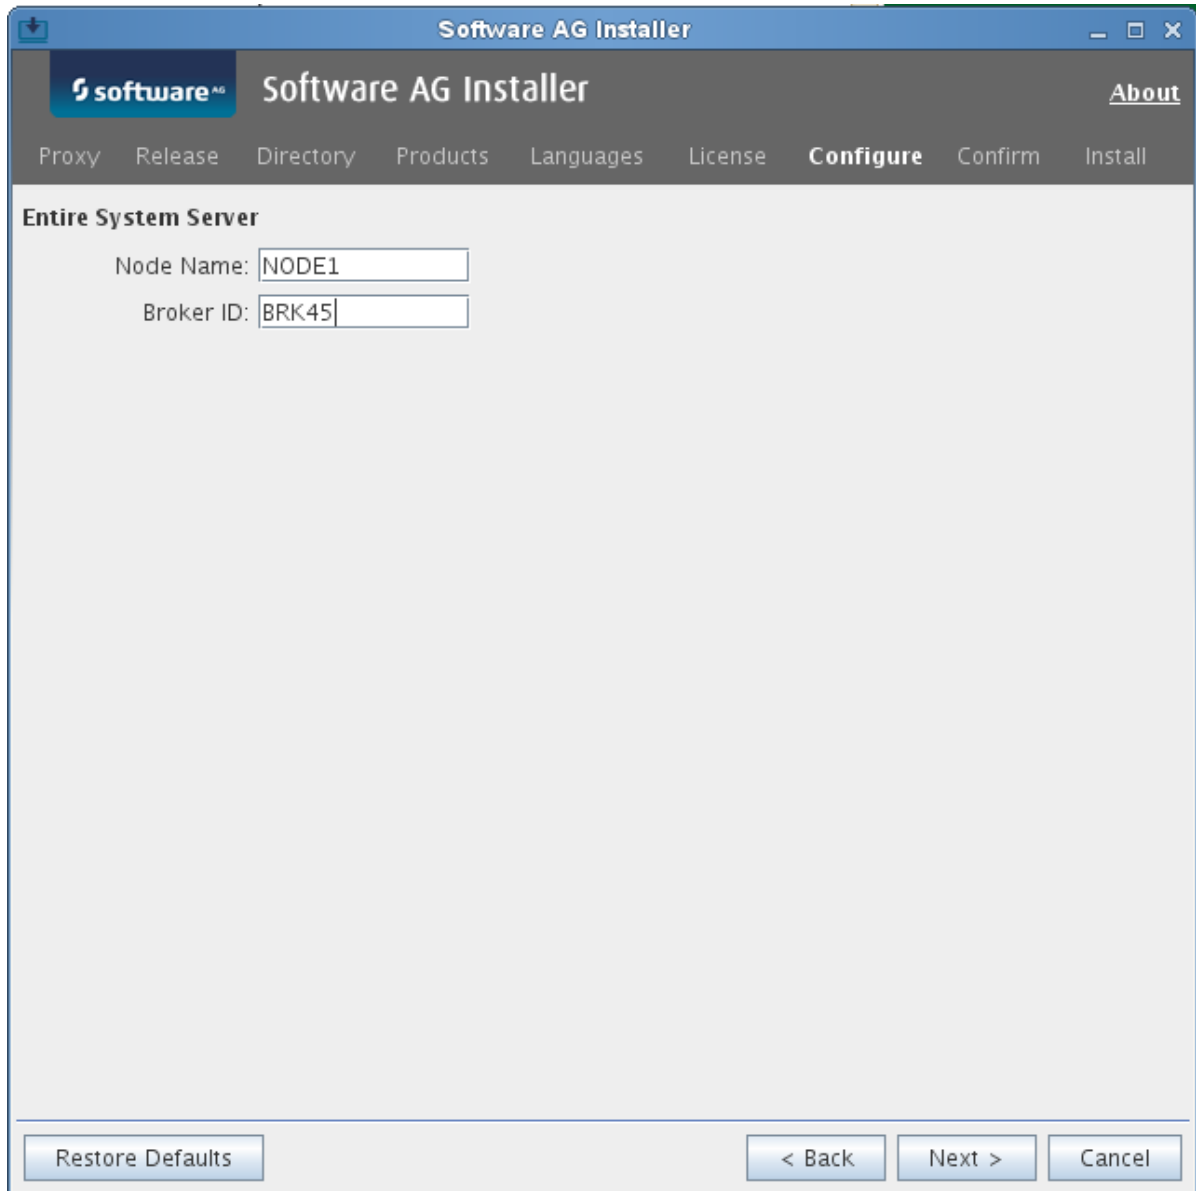 Software AG Installer
software AG Software AG Installer About
Proxy Release Directory Products Languages License Configure Confirm Install
Entire System Server
Node Name: NODE1
Broker ID: BRK45
Restore Defaults < Back Next > Cancel